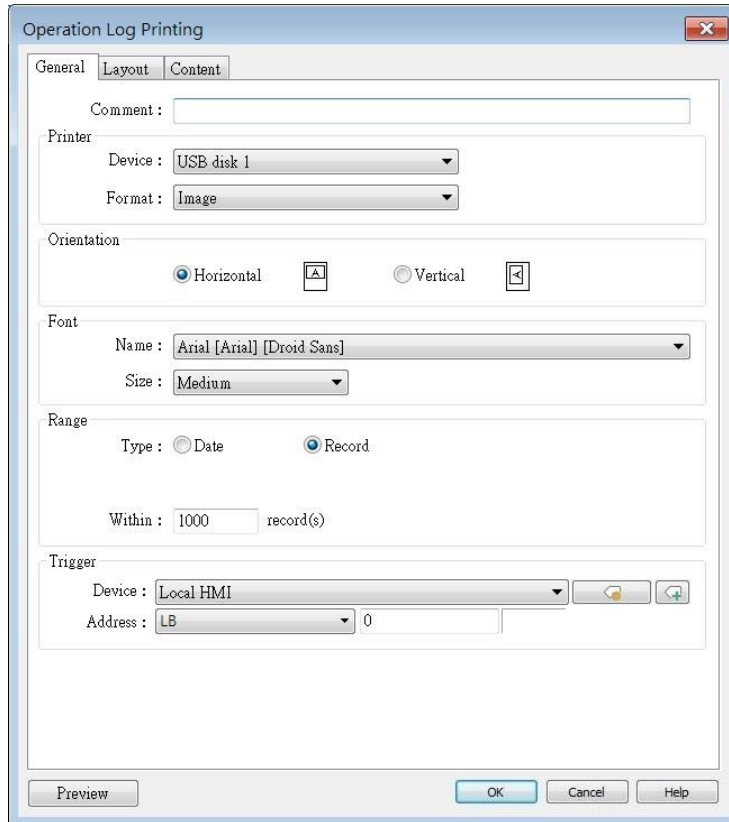 Operation Log Printing
General Layout Content
Comment :
Printer
Device : USB disk 1
Format : Image
Orientation
Horizontal A Vertical A
Font
Name : Arial [Arial] [Droid Sans]
Size : Medium
Range
Type : Date Record
Within : 1000 record(s)
Trigger
Device : Local HMI
Address : LB 0
Preview OK Cancel Help